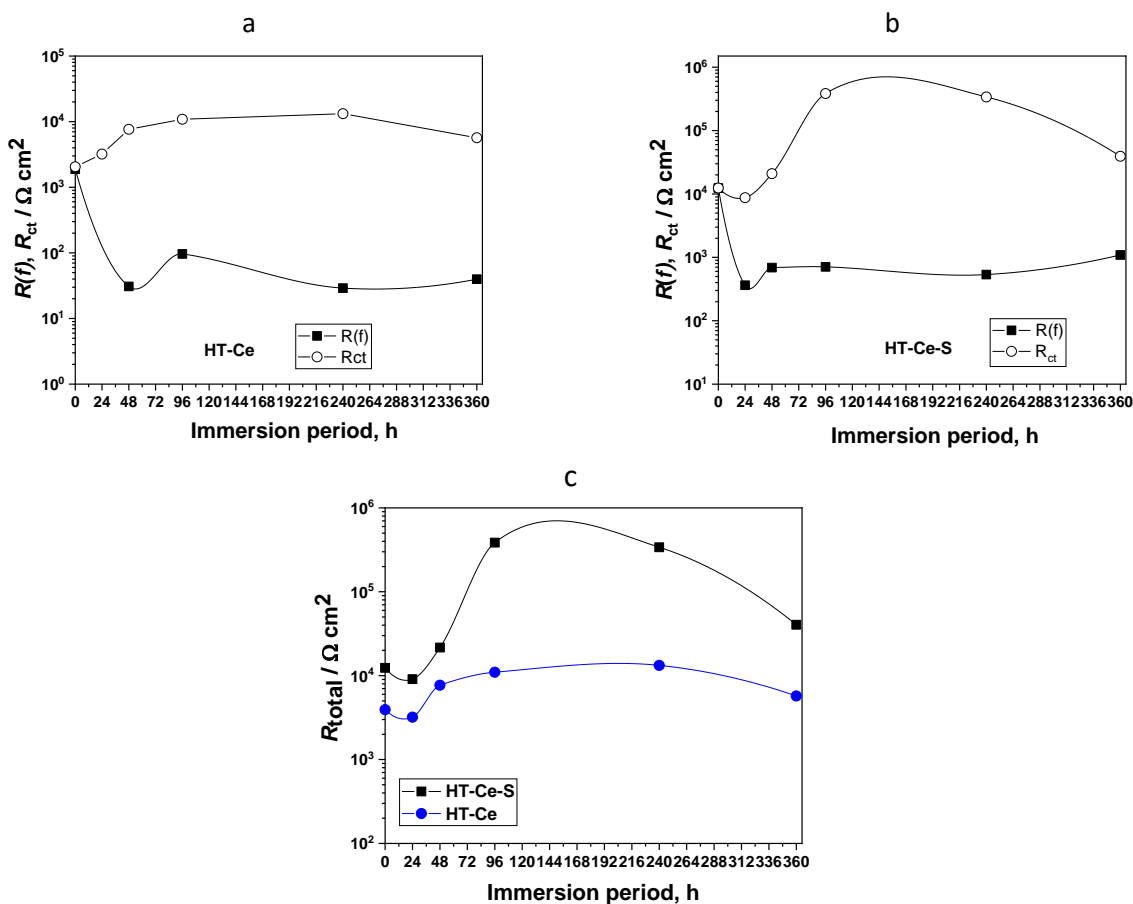 a
10⁵
10⁴
10³
10²
10¹
10⁰
R(f), R_ct / Ω cm²
HT-Ce
R(f)
Rct
0 24 48 72 96 120 144 168 192 216 240 264 288 312 336 360
Immersion period, h
b
10⁶
10⁵
10⁴
10³
10²
10¹
R(f), R_ct / Ω cm²
HT-Ce-S
R(f)
R_ct
0 24 48 72 96 120 144 168 192 216 240 264 288 312 336 360
Immersion period, h
c
10⁶
10⁵
10⁴
10³
10²
R_total / Ω cm²
HT-Ce-S
HT-Ce
0 24 48 72 96 120 144 168 192 216 240 264 288 312 336 360
Immersion period, h